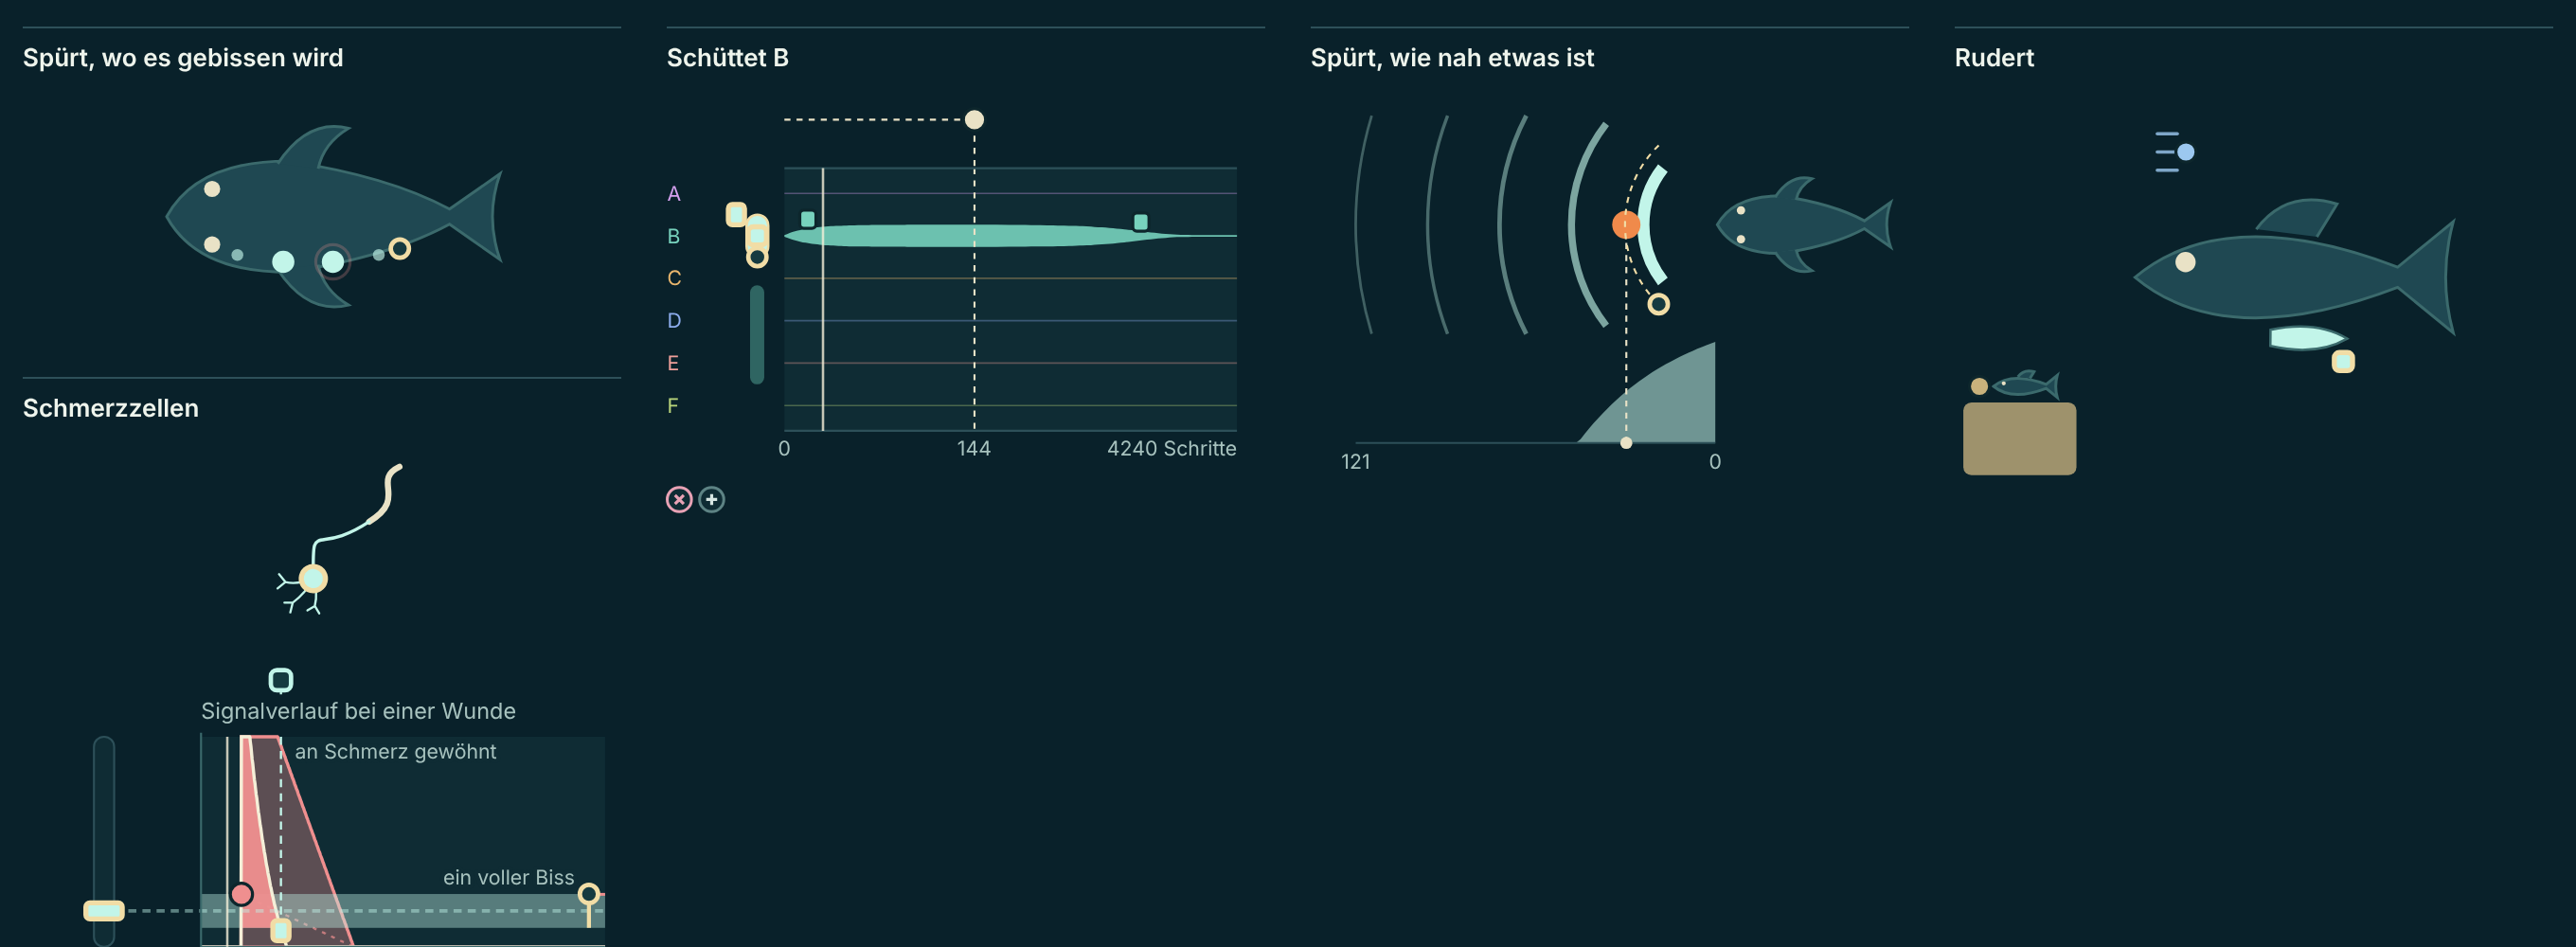 Spürt, wo es gebissen wird
Schmerzzellen
Signalverlauf bei einer Wunde
an Schmerz gewöhnt
ein voller Biss
Schüttet B
A
B
C
D
E
F
0
144
4240 Schritte
Spürt, wie nah etwas ist
121
0
Rudert